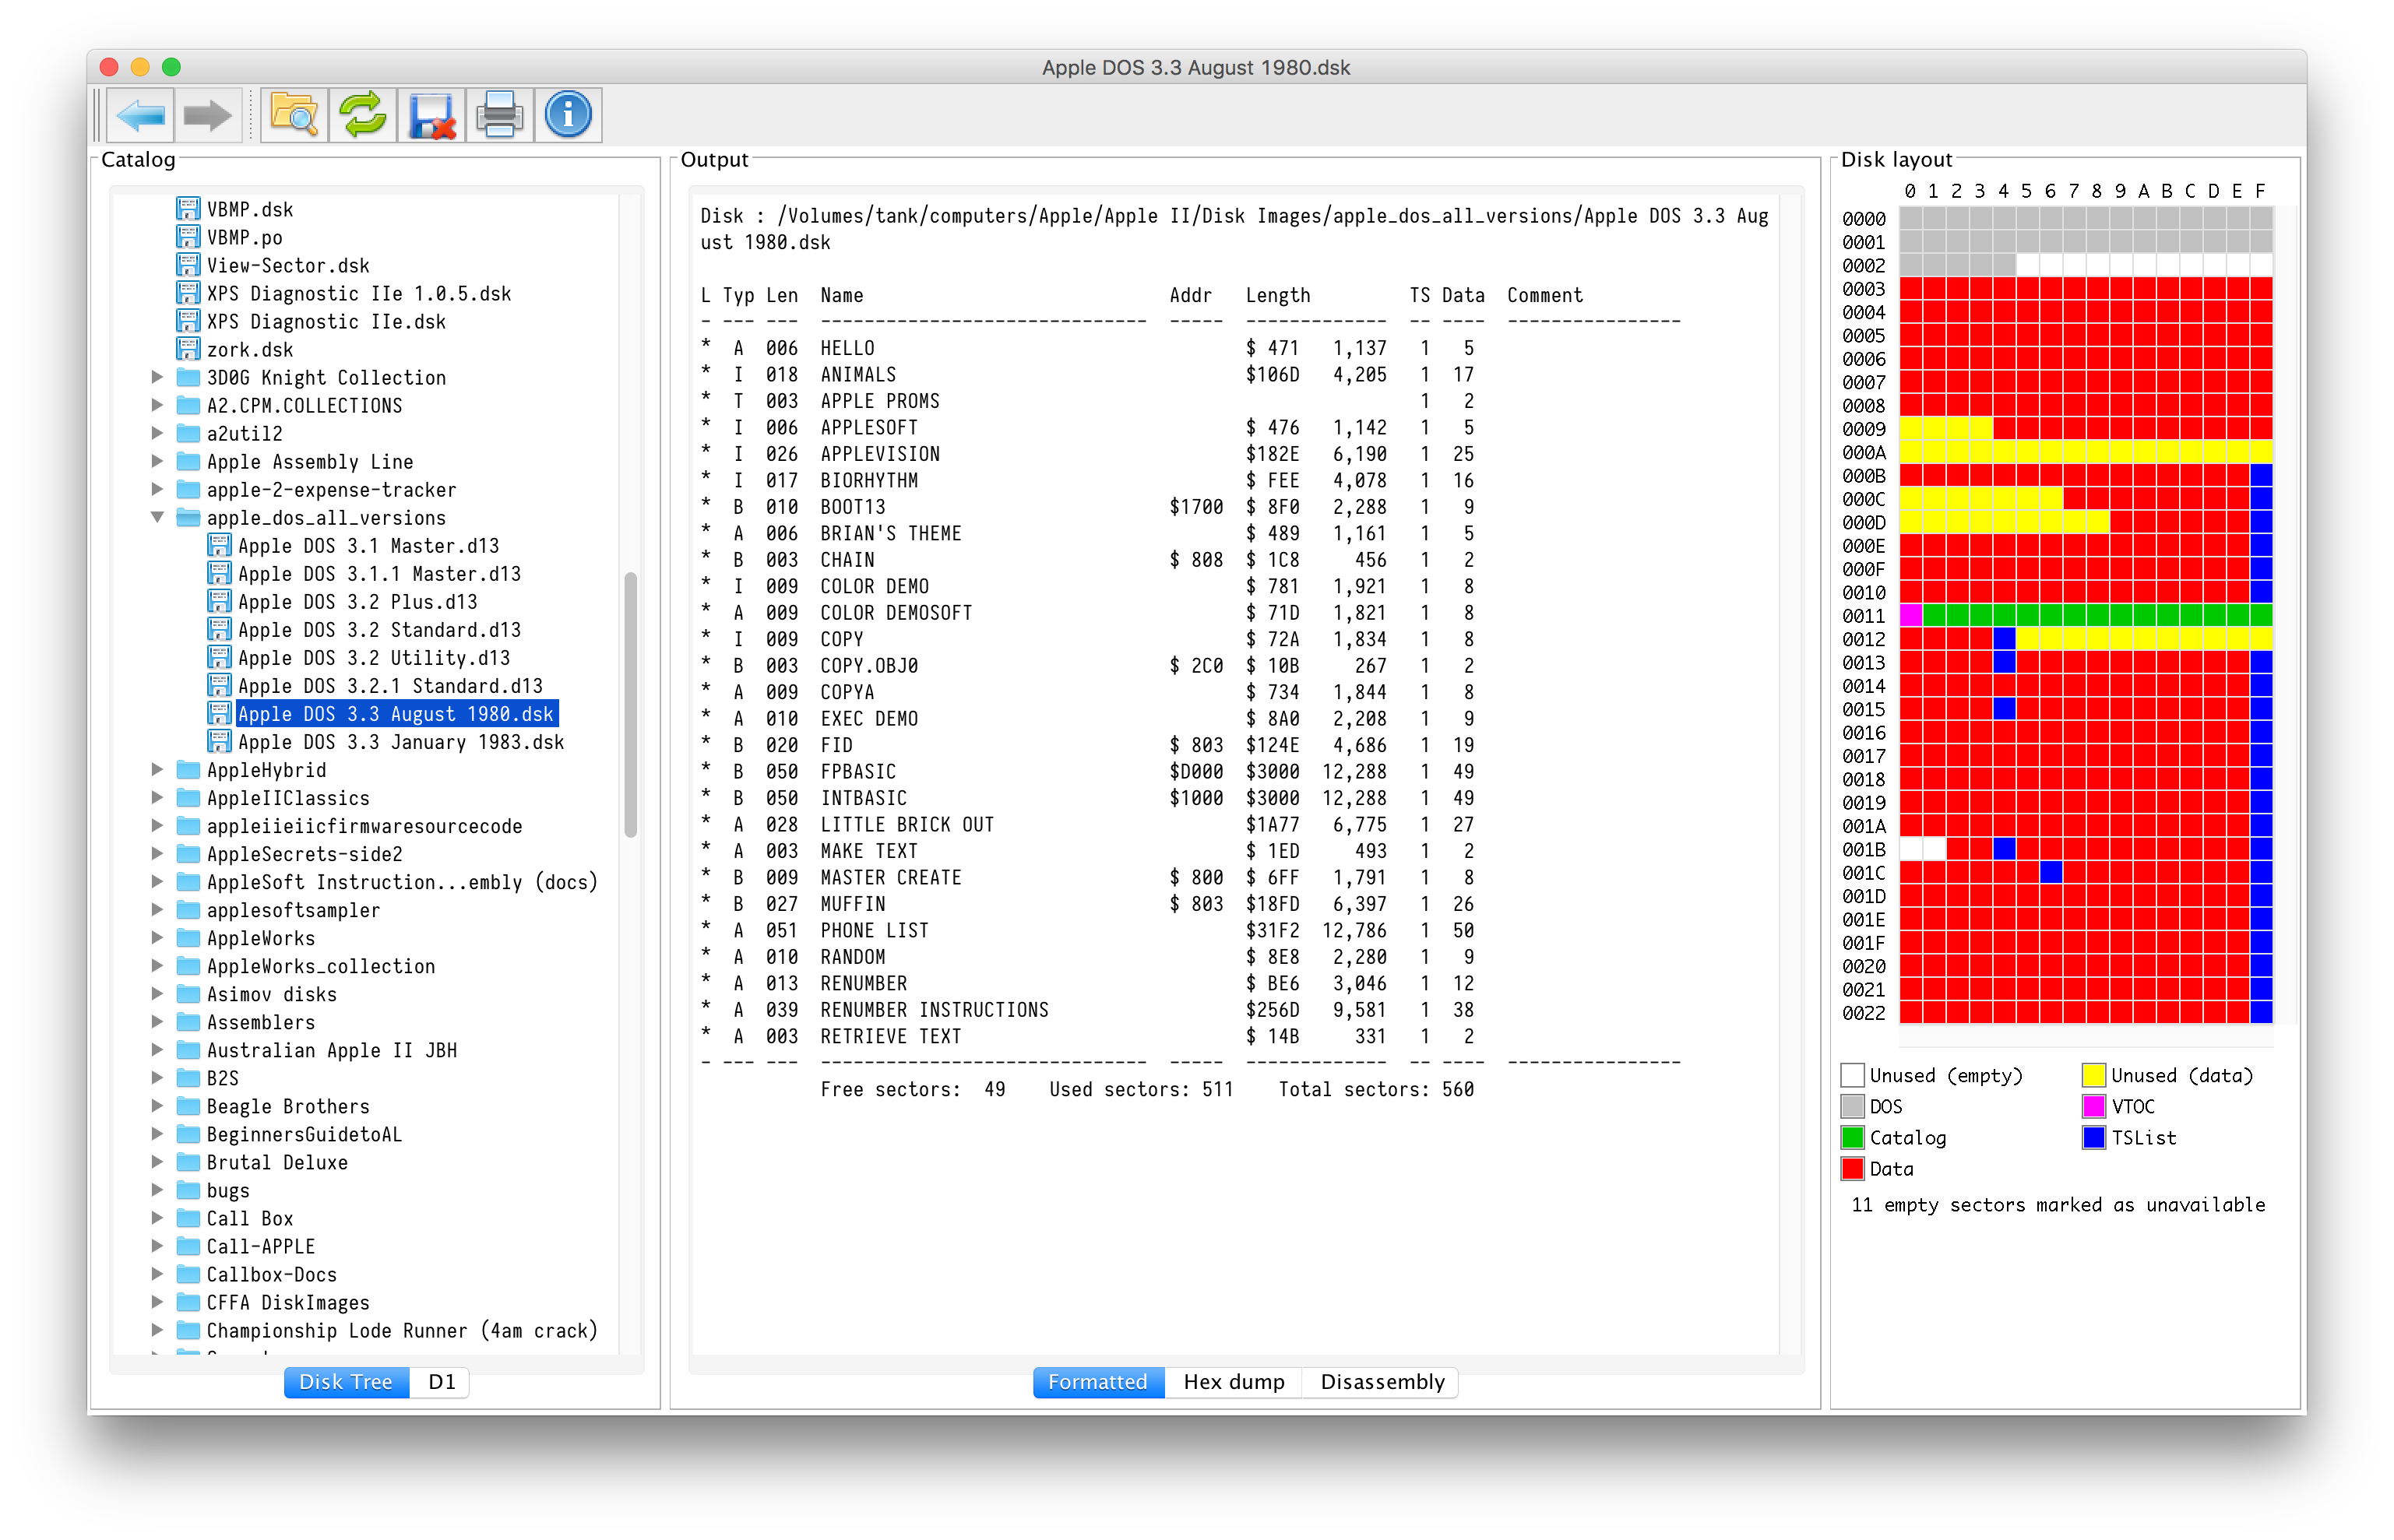 Apple DOS 3.3 August 1980.dsk
Catalog
VBMP.dsk
VBMP.po
View-Sector.dsk
XPS Diagnostic IIe 1.0.5.dsk
XPS Diagnostic IIe.dsk
zork.dsk
3D0G Knight Collection
A2.CPM.COLLECTIONS
a2util2
Apple Assembly Line
apple-2-expense-tracker
apple_dos_all_versions
Apple DOS 3.1 Master.d13
Apple DOS 3.1.1 Master.d13
Apple DOS 3.2 Plus.d13
Apple DOS 3.2 Standard.d13
Apple DOS 3.2 Utility.d13
Apple DOS 3.2.1 Standard.d13
Apple DOS 3.3 August 1980.dsk
Apple DOS 3.3 January 1983.dsk
AppleHybrid
AppleIIClassics
appleiieiicfirmwaresourcecode
AppleSecrets-side2
AppleSoft Instruction...embly (docs)
applesoftsampler
AppleWorks
AppleWorks_collection
Asimov disks
Assemblers
Australian Apple II JBH
B2S
Beagle Brothers
BeginnersGuidetoAL
Brutal Deluxe
bugs
Call Box
Call-APPLE
Callbox-Docs
CFFA DiskImages
Championship Lode Runner (4am crack)
Disk Tree D1
Output
Disk : /Volumes/tank/computers/Apple/Apple II/Disk Images/apple_dos_all_versions/Apple DOS 3.3 Aug
ust 1980.dsk
L Typ Len Name Addr Length TS Data Comment
- --- --- ------------------------------ ----- ------------- -- ---- ----------------
* A 006 HELLO $ 471 1,137 1 5
* I 018 ANIMALS $106D 4,205 1 17
* T 003 APPLE PROMS 1 2
* I 006 APPLESOFT $ 476 1,142 1 5
* I 026 APPLEVISION $182E 6,190 1 25
* I 017 BIORHYTHM $ FEE 4,078 1 16
* B 010 BOOT13 $1700 $ 8F0 2,288 1 9
* A 006 BRIAN'S THEME $ 489 1,161 1 5
* B 003 CHAIN $ 808 $ 1C8 456 1 2
* I 009 COLOR DEMO $ 781 1,921 1 8
* A 009 COLOR DEMOSOFT $ 71D 1,821 1 8
* I 009 COPY $ 72A 1,834 1 8
* B 003 COPY.OBJ0 $ 2C0 $ 10B 267 1 2
* A 009 COPYA $ 734 1,844 1 8
* A 010 EXEC DEMO $ 8A0 2,208 1 9
* B 020 FID $ 803 $124E 4,686 1 19
* B 050 FPBASIC $D000 $3000 12,288 1 49
* B 050 INTBASIC $1000 $3000 12,288 1 49
* A 028 LITTLE BRICK OUT $1A77 6,775 1 27
* A 003 MAKE TEXT $ 1ED 493 1 2
* B 009 MASTER CREATE $ 800 $ 6FF 1,791 1 8
* B 027 MUFFIN $ 803 $18FD 6,397 1 26
* A 051 PHONE LIST $31F2 12,786 1 50
* A 010 RANDOM $ 8E8 2,280 1 9
* A 013 RENUMBER $ BE6 3,046 1 12
* A 039 RENUMBER INSTRUCTIONS $256D 9,581 1 38
* A 003 RETRIEVE TEXT $ 14B 331 1 2
- --- --- ------------------------------ ----- ------------- -- ---- ----------------
Free sectors: 49 Used sectors: 511 Total sectors: 560
Formatted Hex dump Disassembly
Disk layout
0 1 2 3 4 5 6 7 8 9 A B C D E F
0000
0001
0002
0003
0004
0005
0006
0007
0008
0009
000A
000B
000C
000D
000E
000F
0010
0011
0012
0013
0014
0015
0016
0017
0018
0019
001A
001B
001C
001D
001E
001F
0020
0021
0022
Unused (empty) Unused (data)
DOS VTOC
Catalog TSList
Data
11 empty sectors marked as unavailable